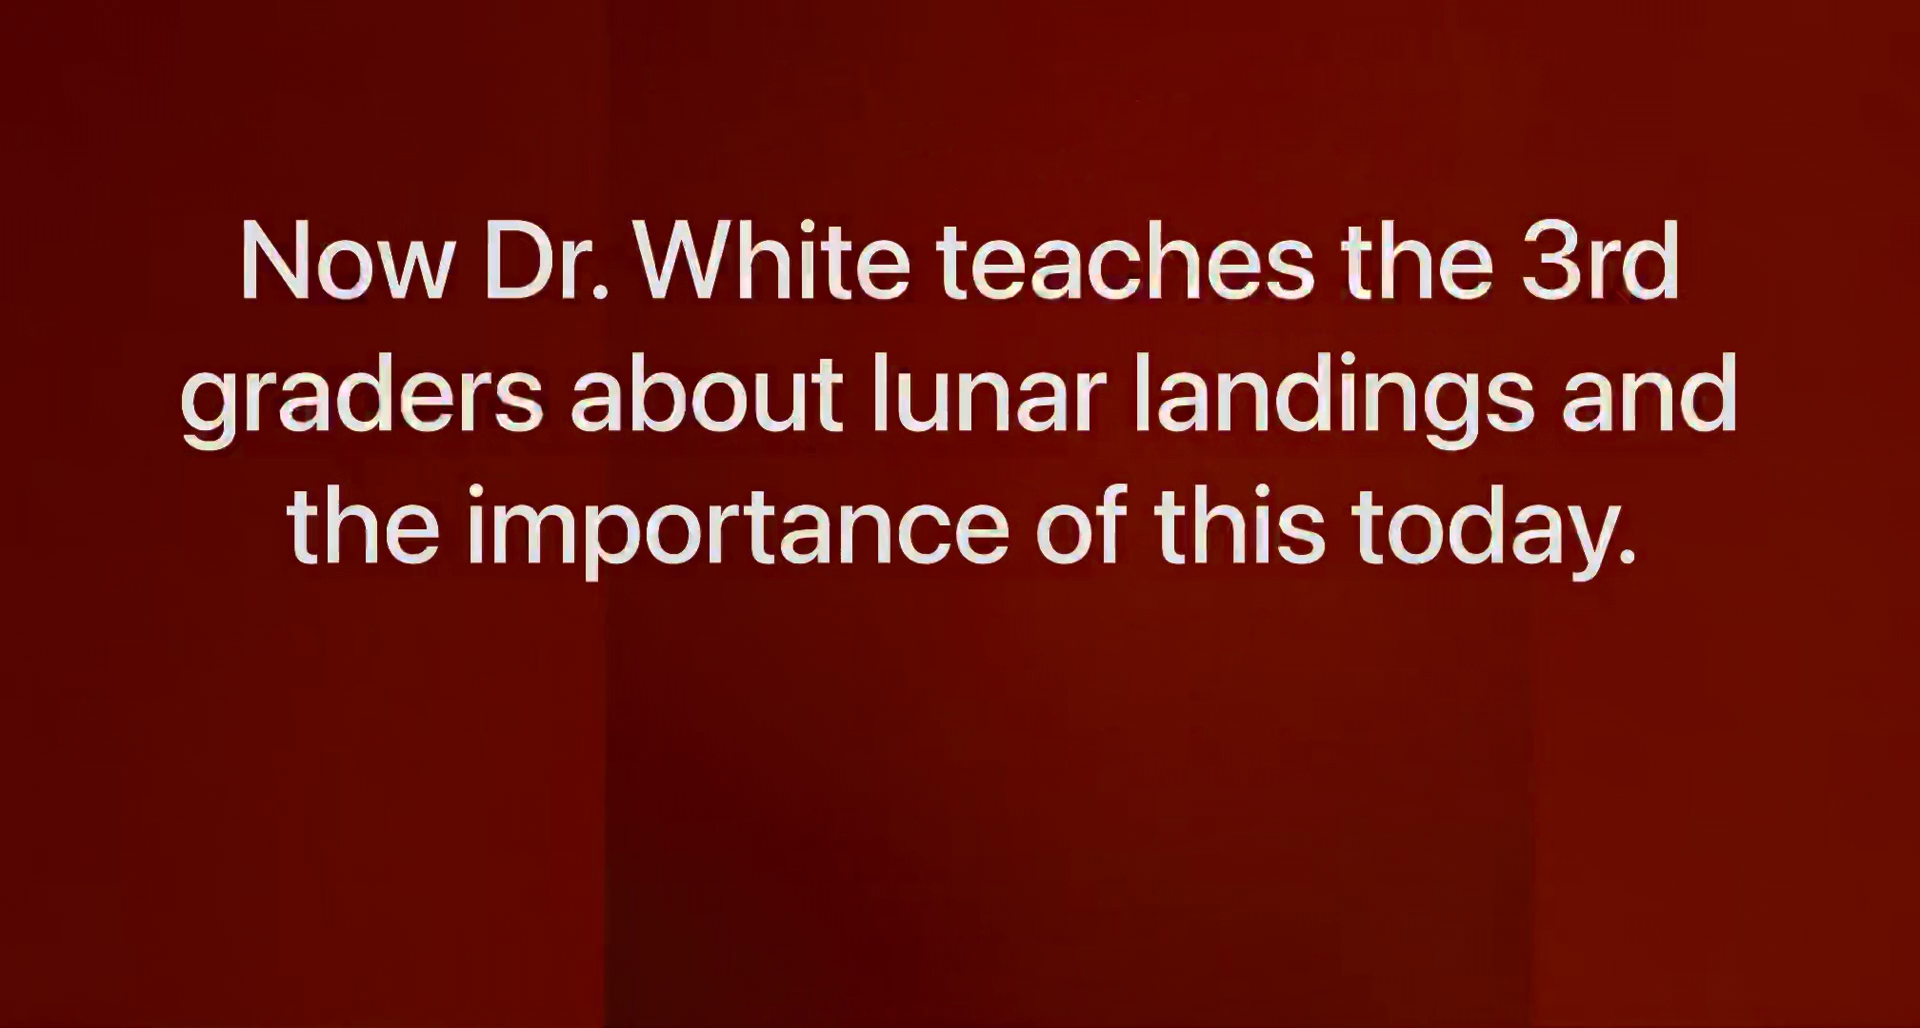 Now Dr. White teaches the 3rd
graders about lunar landings and
the importance of this today.